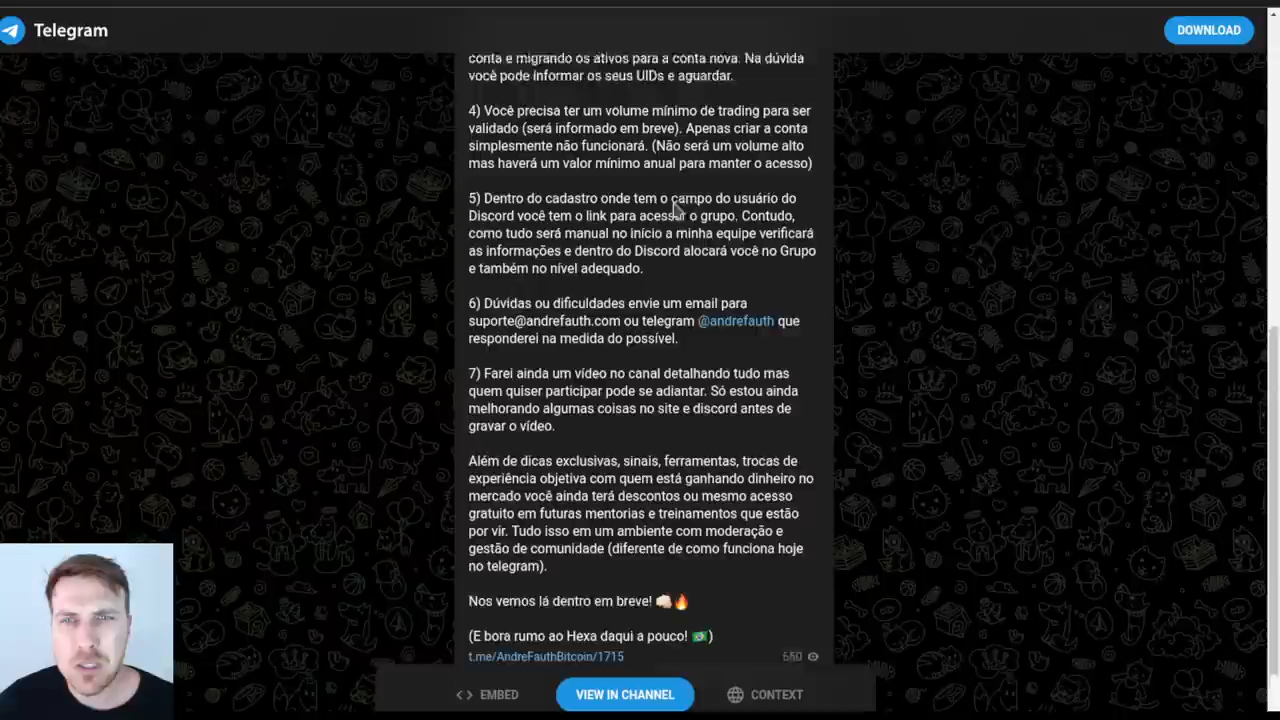 Telegram
DOWNLOAD
conta e migrando os ativos para a conta nova. Na dúvida
você pode informar os seus UIDs e aguardar.
4) Você precisa ter um volume mínimo de trading para ser
validado (será informado em breve). Apenas criar a conta
simplesmente não funcionará. (Não será um volume alto
mas haverá um valor mínimo anual para manter o acesso)
5) Dentro do cadastro onde tem o campo do usuário do
Discord você tem o link para acessar o grupo. Contudo,
como tudo será manual no início a minha equipe verificará
as informações e dentro do Discord alocará você no Grupo
e também no nível adequado.
6) Dúvidas ou dificuldades envie um email para
suporte@andrefauth.com ou telegram @andrefauth que
responderei na medida do possível.
7) Farei ainda um vídeo no canal detalhando tudo mas
quem quiser participar pode se adiantar. Só estou ainda
melhorando algumas coisas no site e discord antes de
gravar o vídeo.
Além de dicas exclusivas, sinais, ferramentas, trocas de
experiência objetiva com quem está ganhando dinheiro no
mercado você ainda terá descontos ou mesmo acesso
gratuito em futuras mentorias e treinamentos que estão
por vir. Tudo isso em um ambiente com moderação e
gestão de comunidade (diferente de como funciona hoje
no telegram).
Nos vemos lá dentro em breve! 👊🏻🔥
(E bora rumo ao Hexa daqui a pouco! 🇧🇷)
t.me/AndreFauthBitcoin/1715 650
EMBED VIEW IN CHANNEL CONTEXT